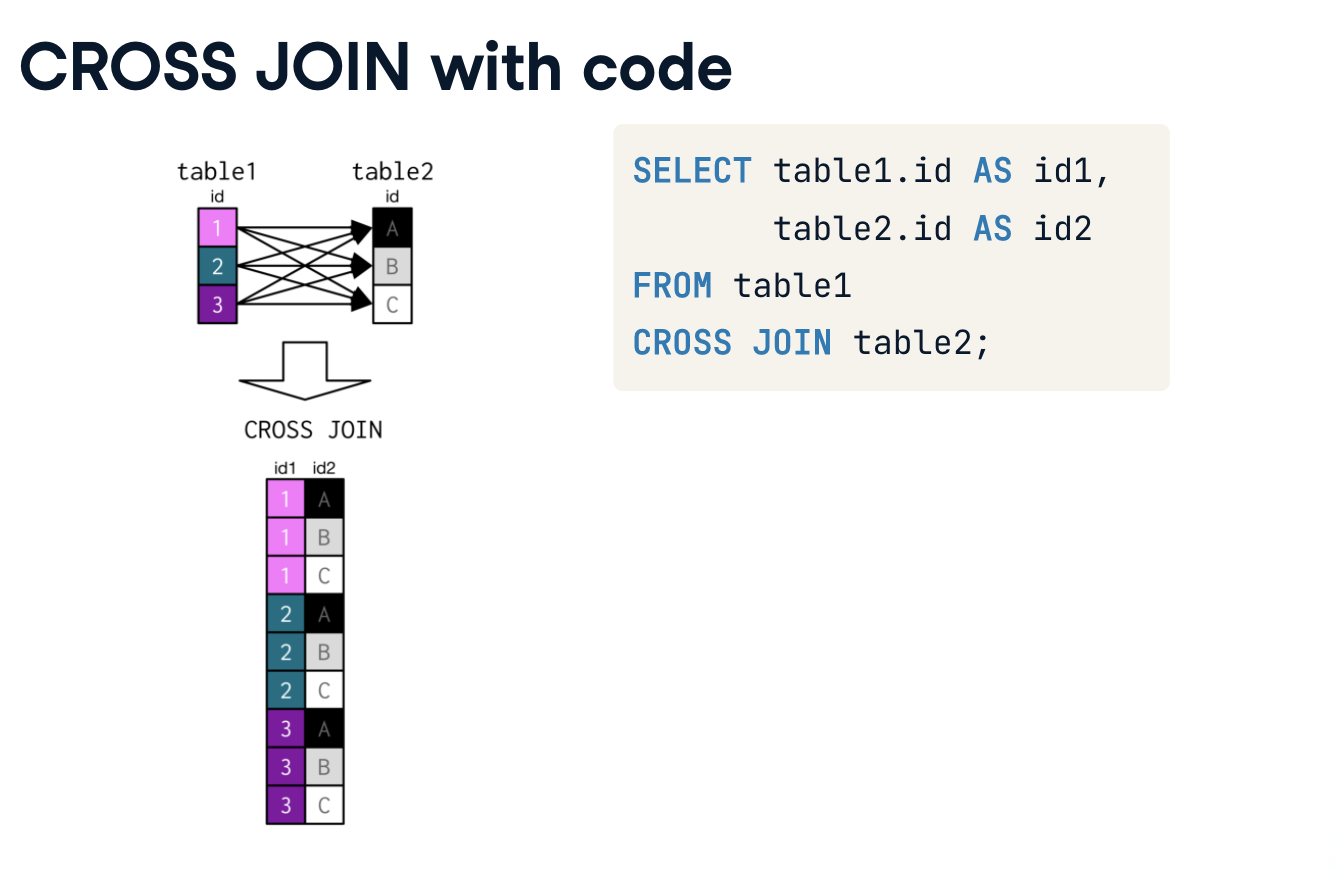 CROSS JOIN with code
table1 table2
id id
1 A
2 B
3 C
CROSS JOIN
id1 id2
1 A
1 B
1 C
2 A
2 B
2 C
3 A
3 B
3 C
SELECT table1.id AS id1,
table2.id AS id2
FROM table1
CROSS JOIN table2;